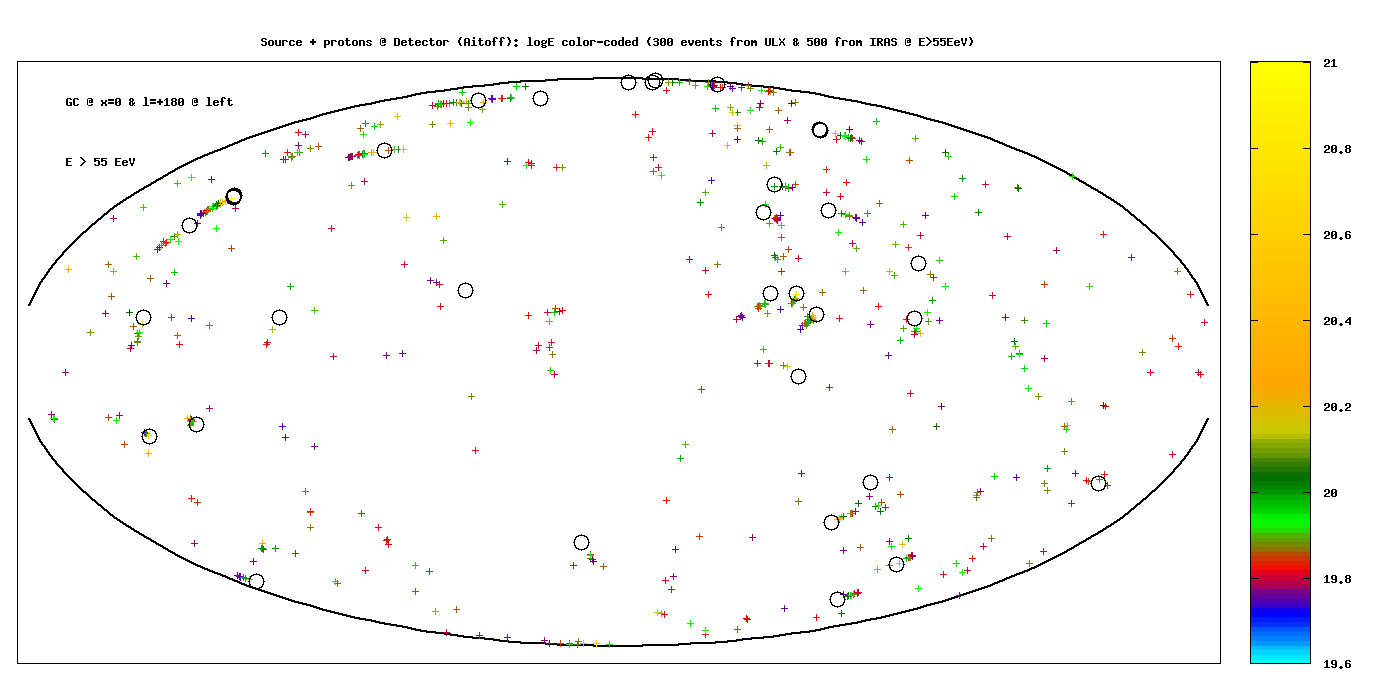 Source + protons @ Detector (Aitoff): logE color-coded (300 events from ULX & 500 from IRAS @ E>55EeV)
GC @ x=0 & l=+180 @ left
E > 55 EeV
21
20.8
20.6
20.4
20.2
20
19.8
19.6